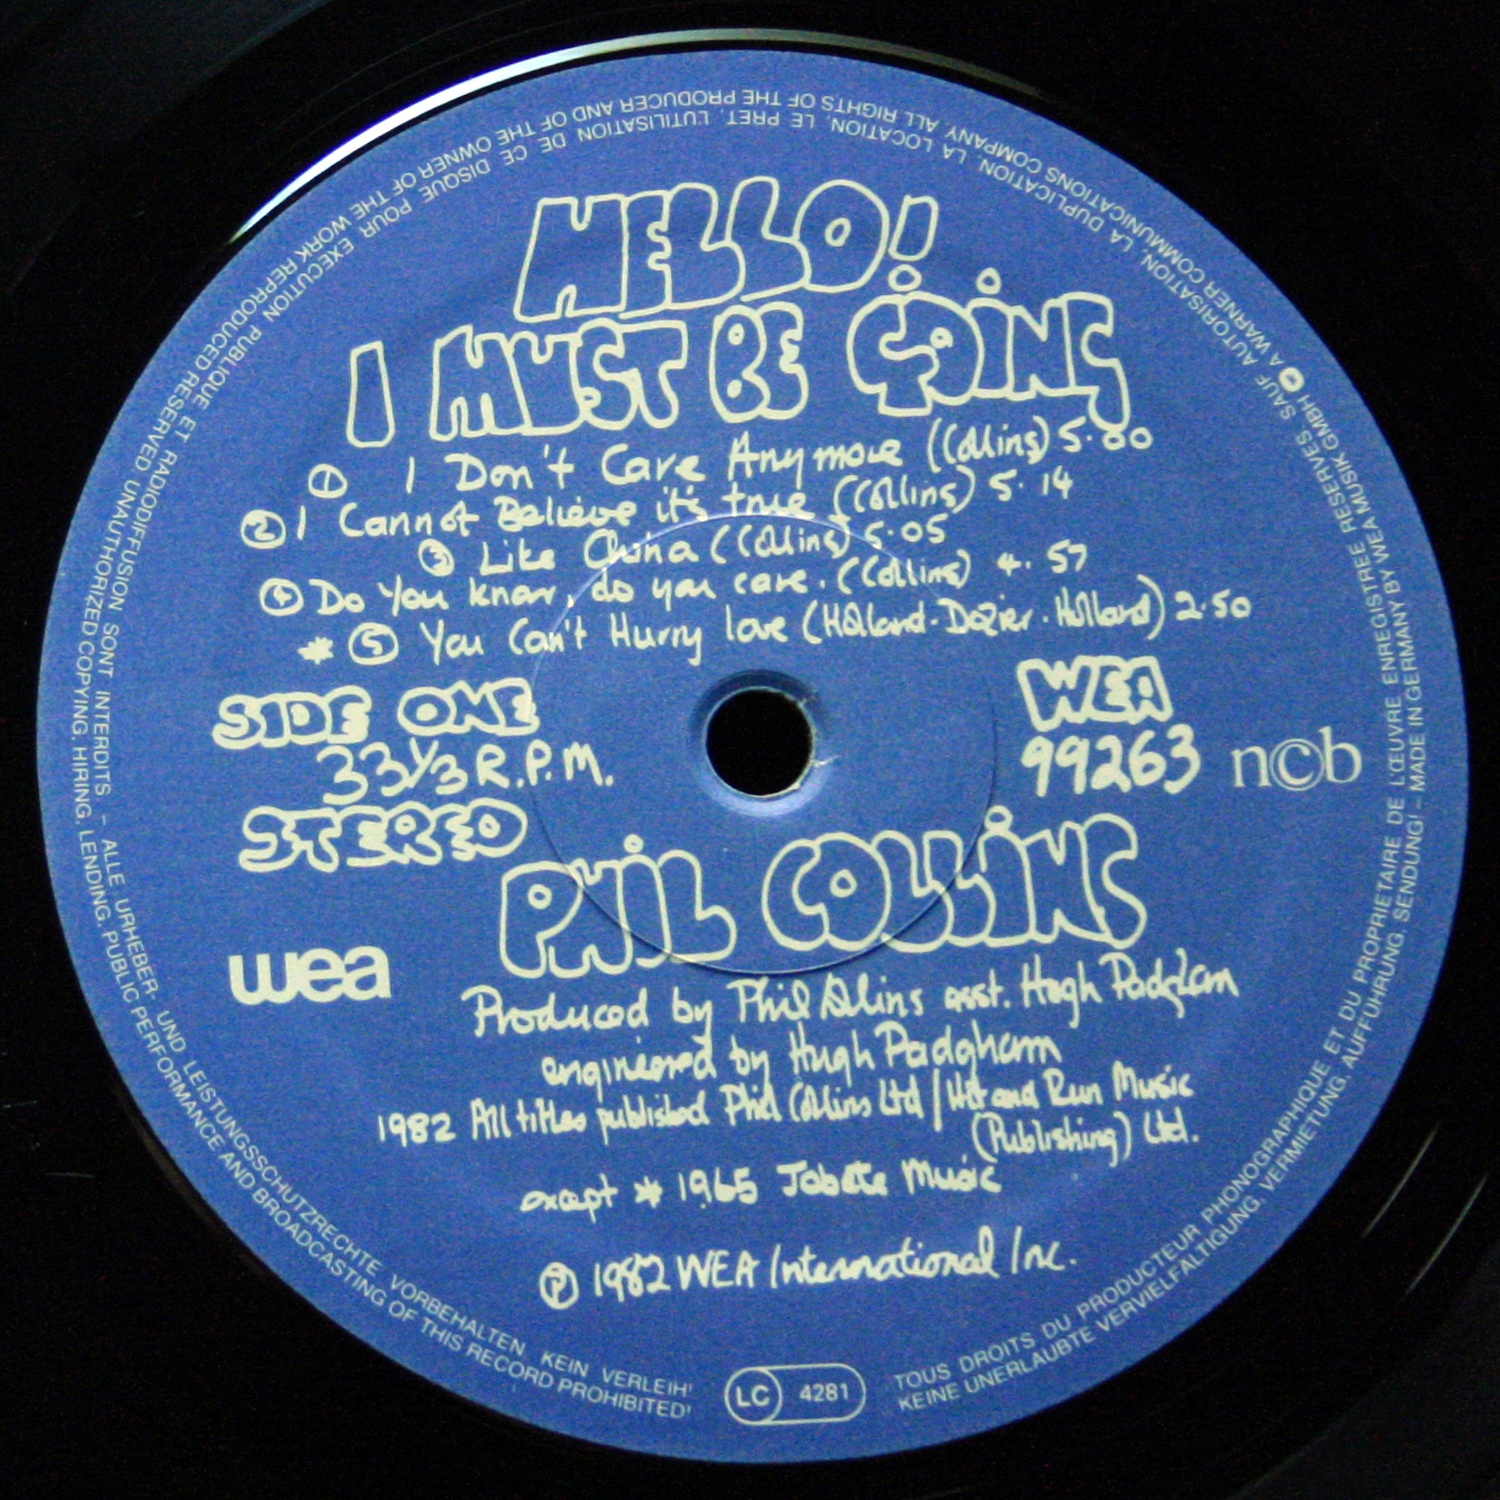 HELLO!
I MUST BE GOING
① I Don't Care Anymore (Collins) 5·00
② I Cannot Believe it's true (Collins) 5·14
③ Like China (Collins) 5·05
④ Do You know, do you care. (Collins) 4·57
* ⑤ You Can't Hurry love (Holland·Dozier·Holland) 2·50
SIDE ONE
33⅓ R.P.M.
STEREO
WEA
99263
n©b
PHIL COLLINS
wea
Produced by Phil Collins asst. Hugh Padgham
engineered by Hugh Padgham
1982 All titles published Phil Collins Ltd / Hit and Run Music
(Publishing) Ltd.
except * 1965 Jobete Music
℗ 1982 WEA International Inc.
LC 4281
TOUS DROITS DU PRODUCTEUR PHONOGRAPHIQUE ET DU PROPRIETAIRE DE L'ŒUVRE ENREGISTREE RESERVES. SAUF AUTORISATION, LA DUPLICATION, LA LOCATION, LE PRET, L'UTILISATION DE CE DISQUE POUR EXECUTION PUBLIQUE ET RADIODIFFUSION SONT INTERDITS. – ALLE URHEBER- UND LEISTUNGSSCHUTZRECHTE VORBEHALTEN KEIN VERLEIH!
KEINE UNERLAUBTE VERVIELFÄLTIGUNG, VERMIETUNG, AUFFÜHRUNG, SENDUNG! – MADE IN GERMANY BY WEA MUSIK GMBH A WARNER COMMUNICATIONS COMPANY ALL RIGHTS OF THE PRODUCER AND OF THE OWNER OF THE WORK REPRODUCED RESERVED UNAUTHORIZED COPYING, HIRING, LENDING, PUBLIC PERFORMANCE AND BROADCASTING OF THIS RECORD PROHIBITED!